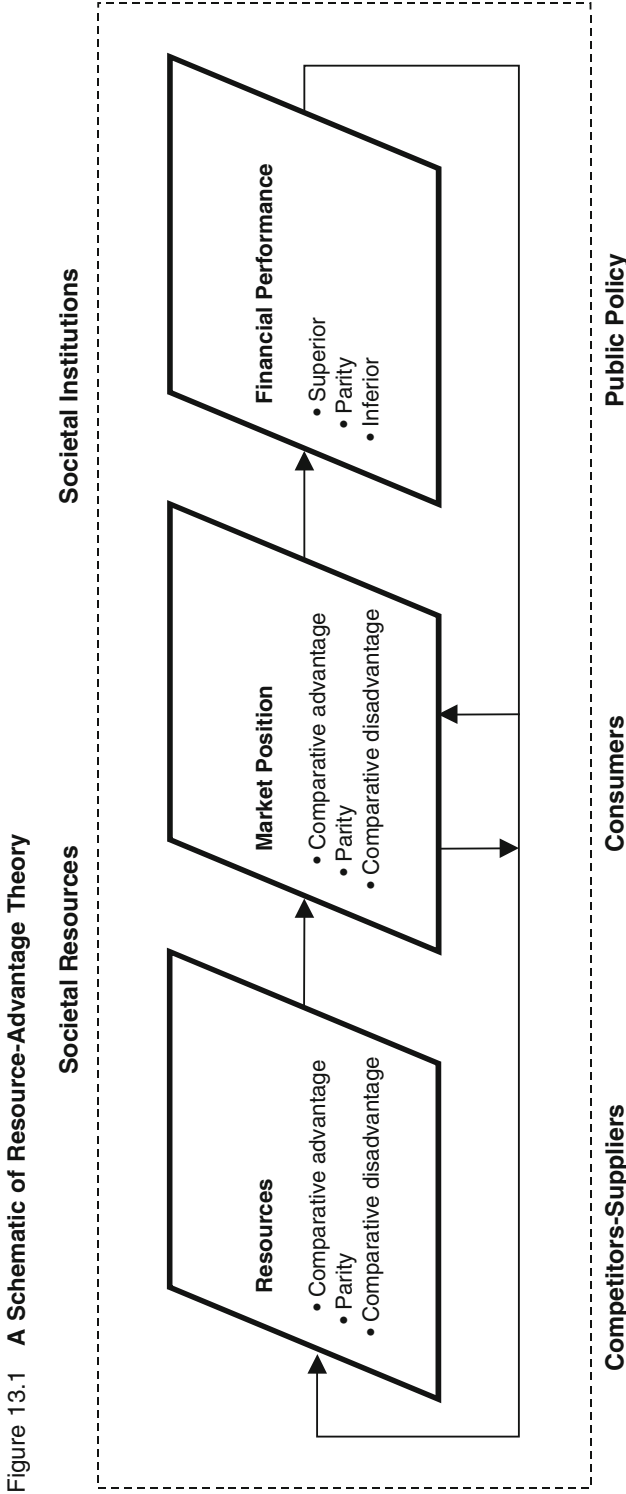 Figure 13.1 A Schematic of Resource-Advantage Theory
Societal Resources
Societal Institutions
Resources
• Comparative advantage
• Parity
• Comparative disadvantage
Market Position
• Comparative advantage
• Parity
• Comparative disadvantage
Financial Performance
• Superior
• Parity
• Inferior
Competitors-Suppliers
Consumers
Public Policy